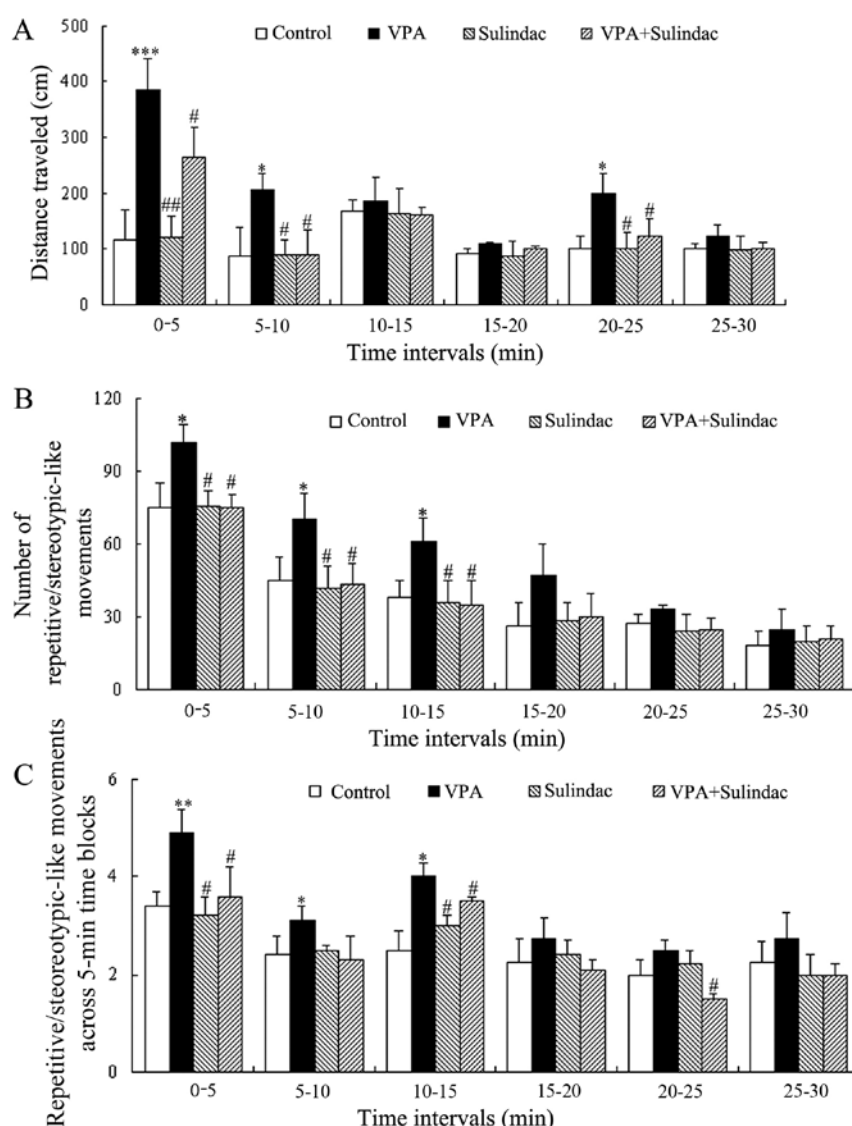 A
Control VPA Sulindac VPA+Sulindac
Distance traveled (cm)
500
400
300
200
100
0
***
##
#
*
#
#
*
#
#
0-5 5-10 10-15 15-20 20-25 25-30
Time intervals (min)
B
Control VPA Sulindac VPA+Sulindac
Number of
repetitive/stereotypic-like
movements
120
90
60
30
0
*
#
#
*
#
#
*
#
#
0-5 5-10 10-15 15-20 20-25 25-30
Time intervals (min)
C
Control VPA Sulindac VPA+Sulindac
Repetitive/steoreotypic-like movements
across 5-min time blocks
6
4
2
0
**
#
#
*
*
#
#
#
0-5 5-10 10-15 15-20 20-25 25-30
Time intervals (min)